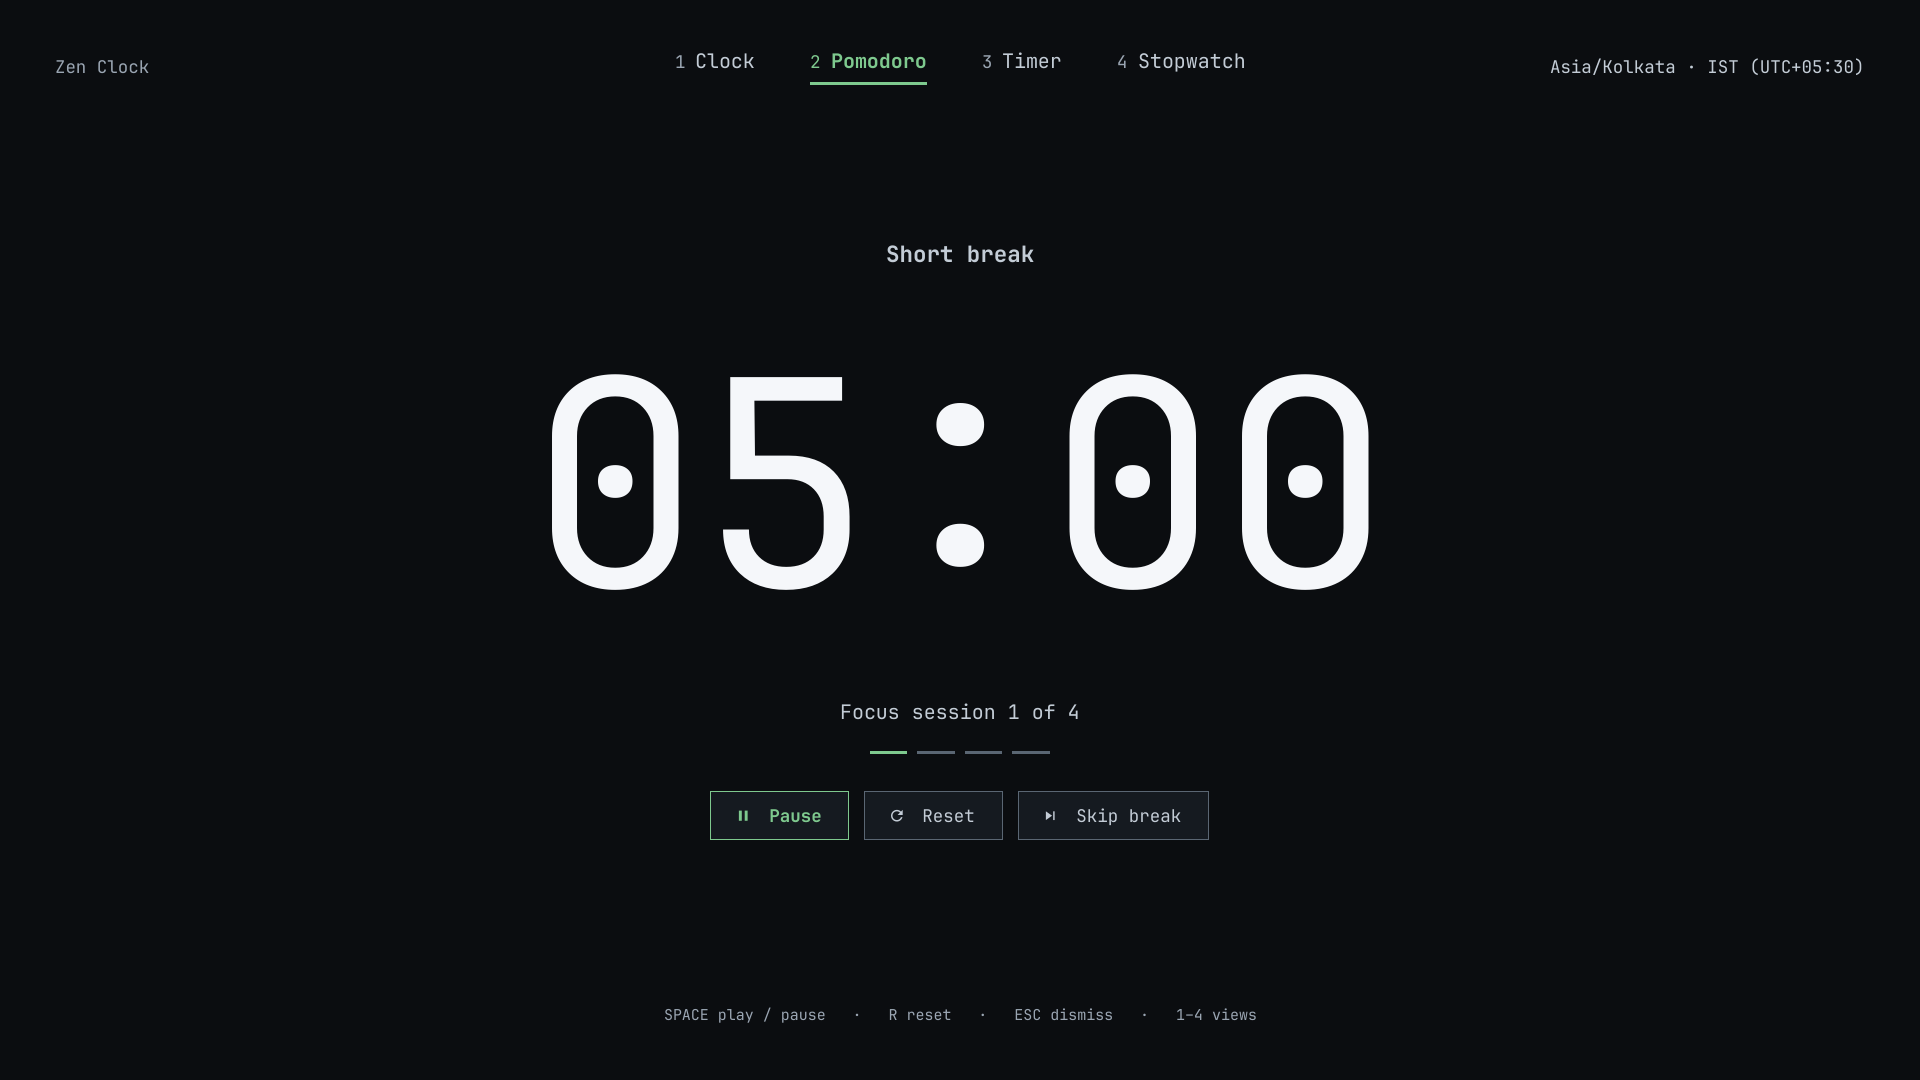 Zen Clock
1 Clock
2 Pomodoro
3 Timer
4 Stopwatch
Asia/Kolkata · IST (UTC+05:30)
Short break
05:00
Focus session 1 of 4
Pause
Reset
Skip break
SPACE play / pause · R reset · ESC dismiss · 1–4 views